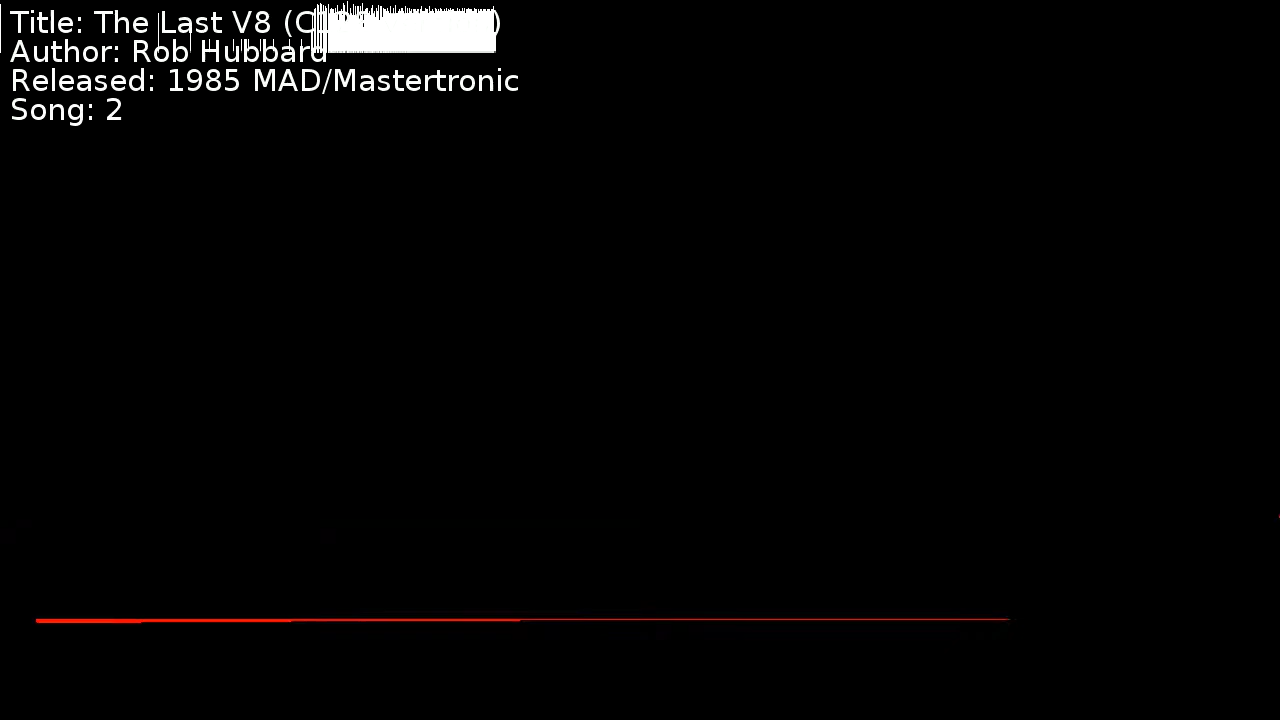 Title: The Last V8 (C
Author: Rob Hubbard
Released: 1985 MAD/Mastertronic
Song: 2